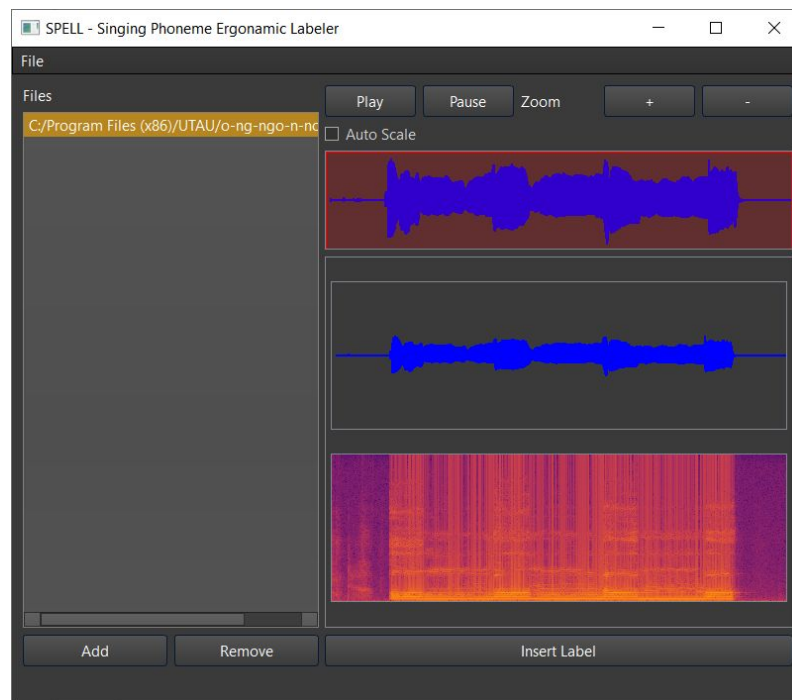 SPELL - Singing Phoneme Ergonamic Labeler
File
Files
Play Pause Zoom + -
C:/Program Files (x86)/UTAU/o-ng-ngo-n-nc
Auto Scale
Add Remove Insert Label